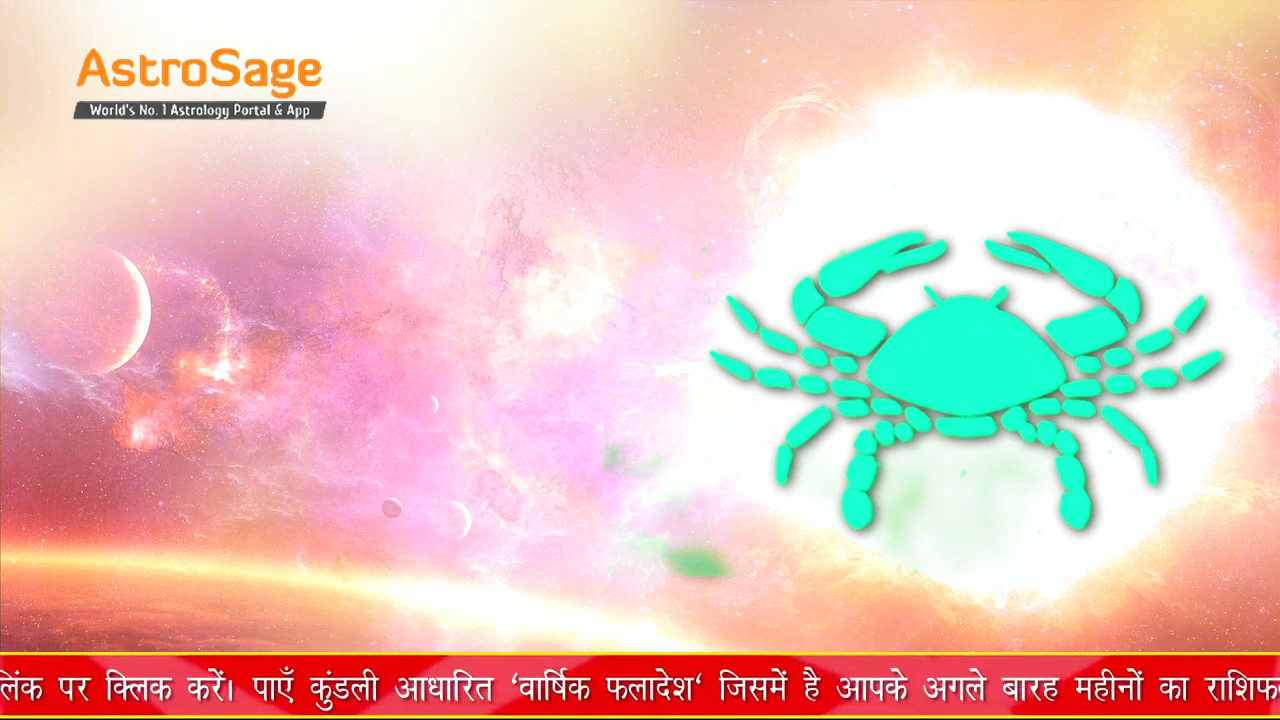 AstroSage
World's No. 1 Astrology Portal & App
लिंक पर क्लिक करें। पाएँ कुंडली आधारित ‘वार्षिक फलादेश‘ जिसमें है आपके अगले बारह महीनों का